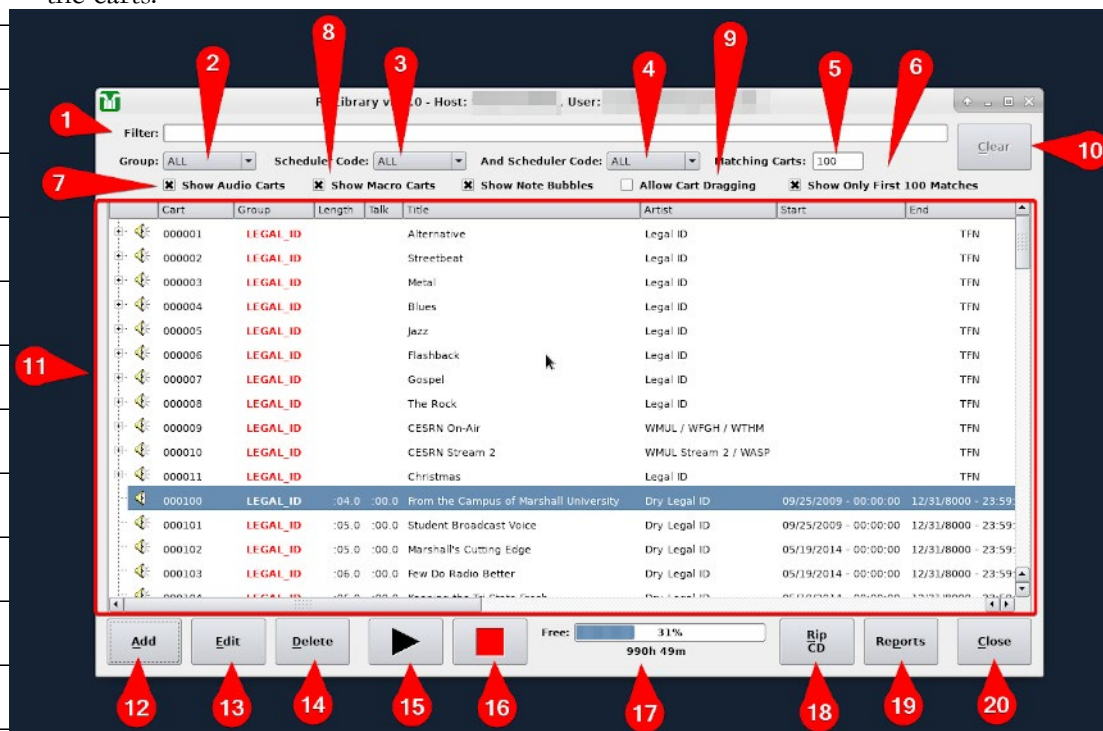 the carts.
8
9
2
3
4
5
6
.0 - Host: , User:
1
Filter:
10
Clear
Group: ALL Scheduler Code: ALL And Scheduler Code: ALL Matching Carts: 100
7
Show Audio Carts Show Macro Carts Show Note Bubbles Allow Cart Dragging Show Only First 100 Matches
Cart Group Length Talk Title Artist Start End
000001 LEGAL_ID Alternative Legal ID TFN
000002 LEGAL_ID Streetbeat Legal ID TFN
000003 LEGAL_ID Metal Legal ID TFN
000004 LEGAL_ID Blues Legal ID TFN
000005 LEGAL_ID Jazz Legal ID TFN
000006 LEGAL_ID Flashback Legal ID TFN
11
000007 LEGAL_ID Gospel Legal ID TFN
000008 LEGAL_ID The Rock Legal ID TFN
000009 LEGAL_ID CESRN On-Air WMUL / WFGH / WTHM TFN
000010 LEGAL_ID CESRN Stream 2 WMUL Stream 2 / WASP TFN
000011 LEGAL_ID Christmas Legal ID TFN
000100 LEGAL_ID :04.0 :00.0 From the Campus of Marshall University Dry Legal ID 09/25/2009 - 00:00:00 12/31/8000 - 23:59:
000101 LEGAL_ID :05.0 :00.0 Student Broadcast Voice Dry Legal ID 09/25/2009 - 00:00:00 12/31/8000 - 23:59:
000102 LEGAL_ID :05.0 :00.0 Marshall's Cutting Edge Dry Legal ID 05/19/2014 - 00:00:00 12/31/8000 - 23:59:
000103 LEGAL_ID :06.0 :00.0 Few Do Radio Better Dry Legal ID 05/19/2014 - 00:00:00 12/31/8000 - 23:59:
Add Edit Delete Free: 31% Rip CD Reports Close
990h 49m
12
13
14
15
16
17
18
19
20